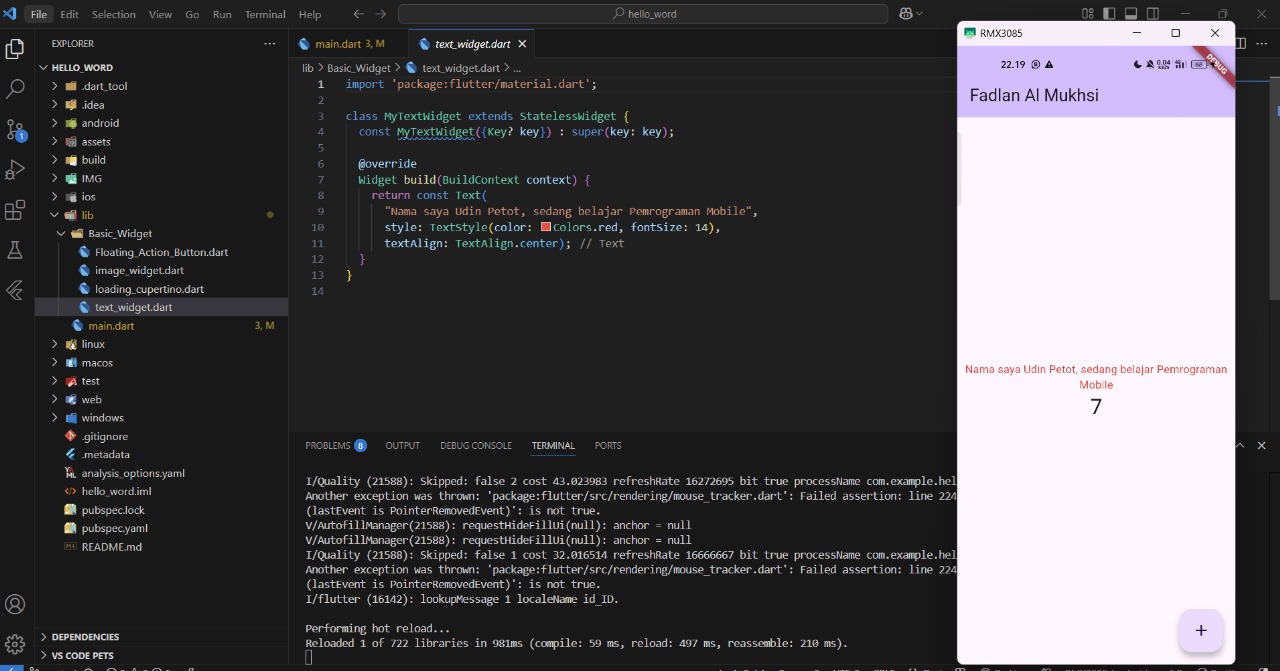 File Edit Selection View Go Run Terminal Help
hello_word
EXPLORER
HELLO_WORD
.dart_tool
.idea
android
assets
build
IMG
ios
lib
Basic_Widget
Floating_Action_Button.dart
image_widget.dart
loading_cupertino.dart
text_widget.dart
main.dart 3, M
linux
macos
test
web
windows
.gitignore
.metadata
analysis_options.yaml
hello_word.iml
pubspec.lock
pubspec.yaml
README.md
DEPENDENCIES
VS CODE PETS
1
main.dart 3, M text_widget.dart
lib > Basic_Widget > text_widget.dart > ...
1 import 'package:flutter/material.dart';
2
3 class MyTextWidget extends StatelessWidget {
4 const MyTextWidget({Key? key}) : super(key: key);
5
6 @override
7 Widget build(BuildContext context) {
8 return const Text(
9 "Nama saya Udin Petot, sedang belajar Pemrograman Mobile",
10 style: TextStyle(color: Colors.red, fontSize: 14),
11 textAlign: TextAlign.center); // Text
12 }
13 }
14
PROBLEMS 8 OUTPUT DEBUG CONSOLE TERMINAL PORTS
I/Quality (21588): Skipped: false 2 cost 43.023983 refreshRate 16272695 bit true processName com.example.hel
Another exception was thrown: 'package:flutter/src/rendering/mouse_tracker.dart': Failed assertion: line 224
(lastEvent is PointerRemovedEvent)': is not true.
V/AutofillManager(21588): requestHideFillUi(null): anchor = null
V/AutofillManager(21588): requestHideFillUi(null): anchor = null
I/Quality (21588): Skipped: false 1 cost 32.016514 refreshRate 16666667 bit true processName com.example.hel
Another exception was thrown: 'package:flutter/src/rendering/mouse_tracker.dart': Failed assertion: line 224
(lastEvent is PointerRemovedEvent)': is not true.
I/flutter (16142): lookupMessage 1 localeName id_ID.
Performing hot reload...
Reloaded 1 of 722 libraries in 981ms (compile: 59 ms, reload: 497 ms, reassemble: 210 ms).
RMX3085
22.19
DEBUG
Fadlan Al Mukhsi
Nama saya Udin Petot, sedang belajar Pemrograman
Mobile
7
+